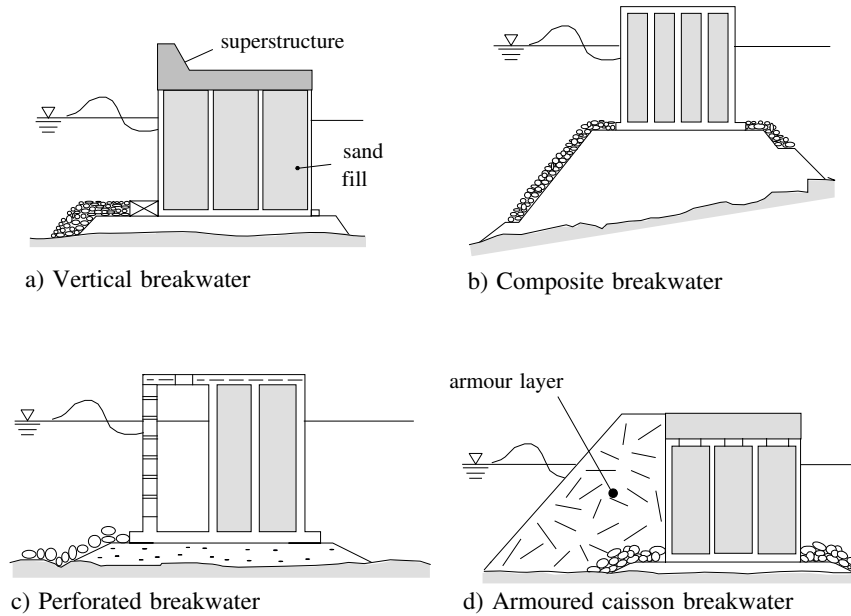 superstructure
sand
fill
a) Vertical breakwater
b) Composite breakwater
armour layer
c) Perforated breakwater
d) Armoured caisson breakwater